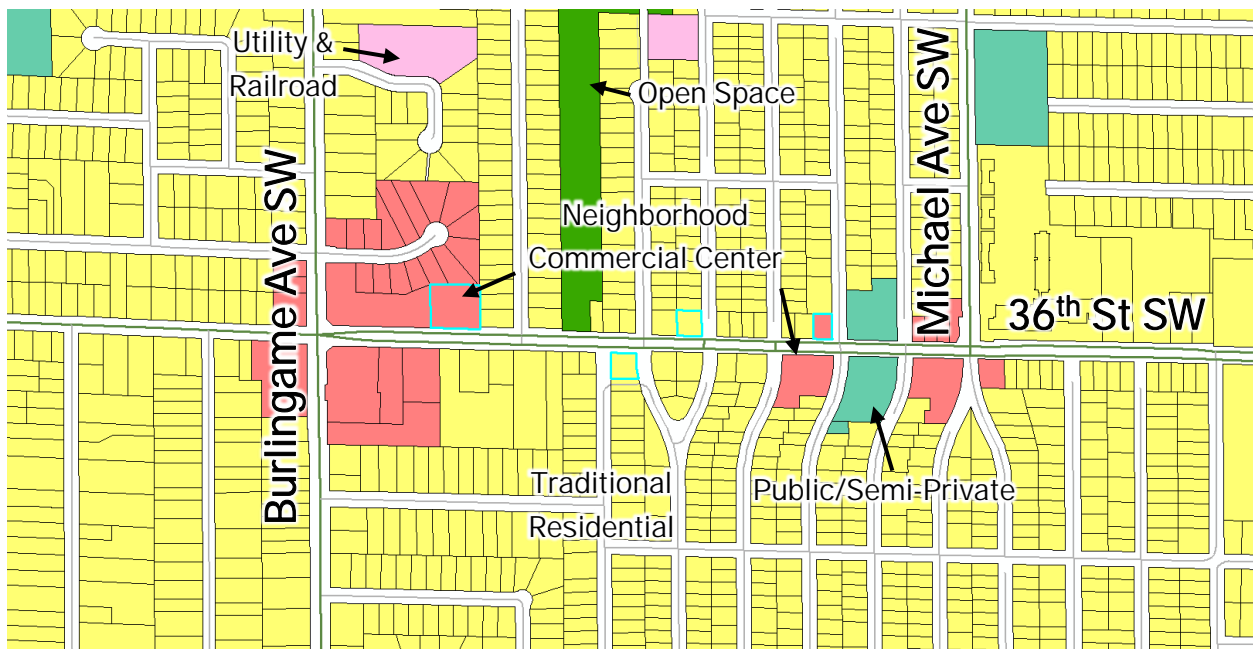 Utility &
Railroad
Open Space
Michael Ave SW
Burlingame Ave SW
Neighborhood
Commercial Center
36th St SW
Traditional
Residential
Public/Semi-Private